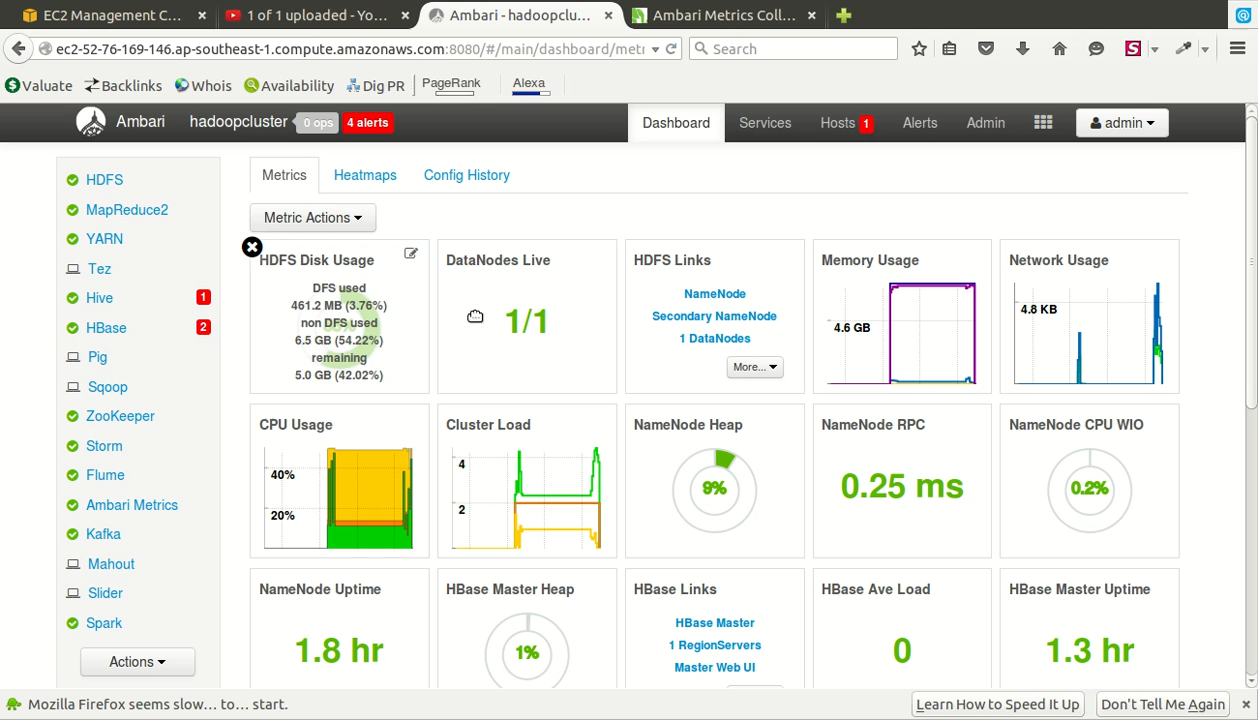 EC2 Management C...
1 of 1 uploaded - Yo...
Ambari - hadoopclu...
Ambari Metrics Coll...
ec2-52-76-169-146.ap-southeast-1.compute.amazonaws.com:8080/#/main/dashboard/metr
Search
Valuate
Backlinks
Whois
Availability
Dig PR
PageRank
Alexa
Ambari
hadoopcluster
0 ops
4 alerts
Dashboard
Services
Hosts 1
Alerts
Admin
admin
HDFS
MapReduce2
YARN
Tez
Hive 1
HBase 2
Pig
Sqoop
ZooKeeper
Storm
Flume
Ambari Metrics
Kafka
Mahout
Slider
Spark
Actions
Metrics
Heatmaps
Config History
Metric Actions
HDFS Disk Usage
DFS used
461.2 MB (3.76%)
non DFS used
6.5 GB (54.22%)
remaining
5.0 GB (42.02%)
DataNodes Live
1/1
HDFS Links
NameNode
Secondary NameNode
1 DataNodes
More...
Memory Usage
4.6 GB
Network Usage
4.8 KB
CPU Usage
40%
20%
Cluster Load
4
2
NameNode Heap
9%
NameNode RPC
0.25 ms
NameNode CPU WIO
0.2%
NameNode Uptime
1.8 hr
HBase Master Heap
1%
HBase Links
HBase Master
1 RegionServers
Master Web UI
HBase Ave Load
0
HBase Master Uptime
1.3 hr
Mozilla Firefox seems slow... to... start.
Learn How to Speed It Up
Don't Tell Me Again